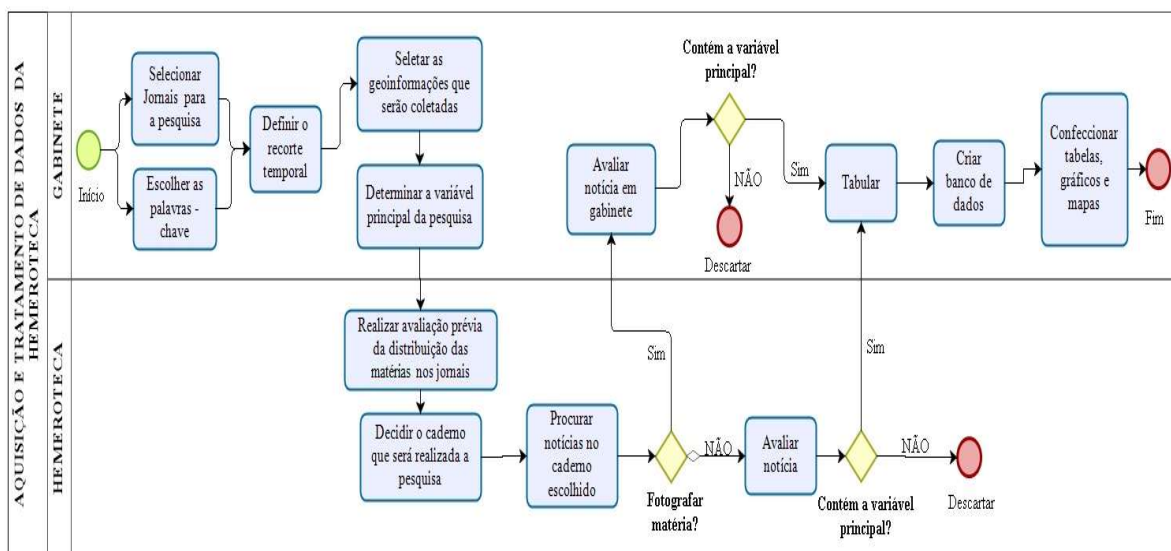 AQUISIÇÃO E TRATAMENTO DE DADOS DA
HEMEROTECA
GABINETE
Início
Selecionar
Jornais para
a pesquisa
Escolher as
palavras -
chave
Definir o
recorte
temporal
Seletar as
geoinformações que
serão coletadas
Determinar a variável
principal da pesquisa
Avaliar
notícia em
gabinete
Contém a variável
principal?
NÃO
Descartar
Sim
Tabular
Criar
banco de
dados
Confeccionar
tabelas,
gráficos e
mapas
Fim
HEMEROTECA
Realizar avaliação prévia
da distribuição das
matérias nos jornais
Decidir o caderno
que será realizada a
pesquisa
Procurar
notícias no
caderno
escolhido
Fotografar
matéria?
Sim
NÃO
Avaliar
notícia
Contém a variável
principal?
Sim
NÃO
Descartar